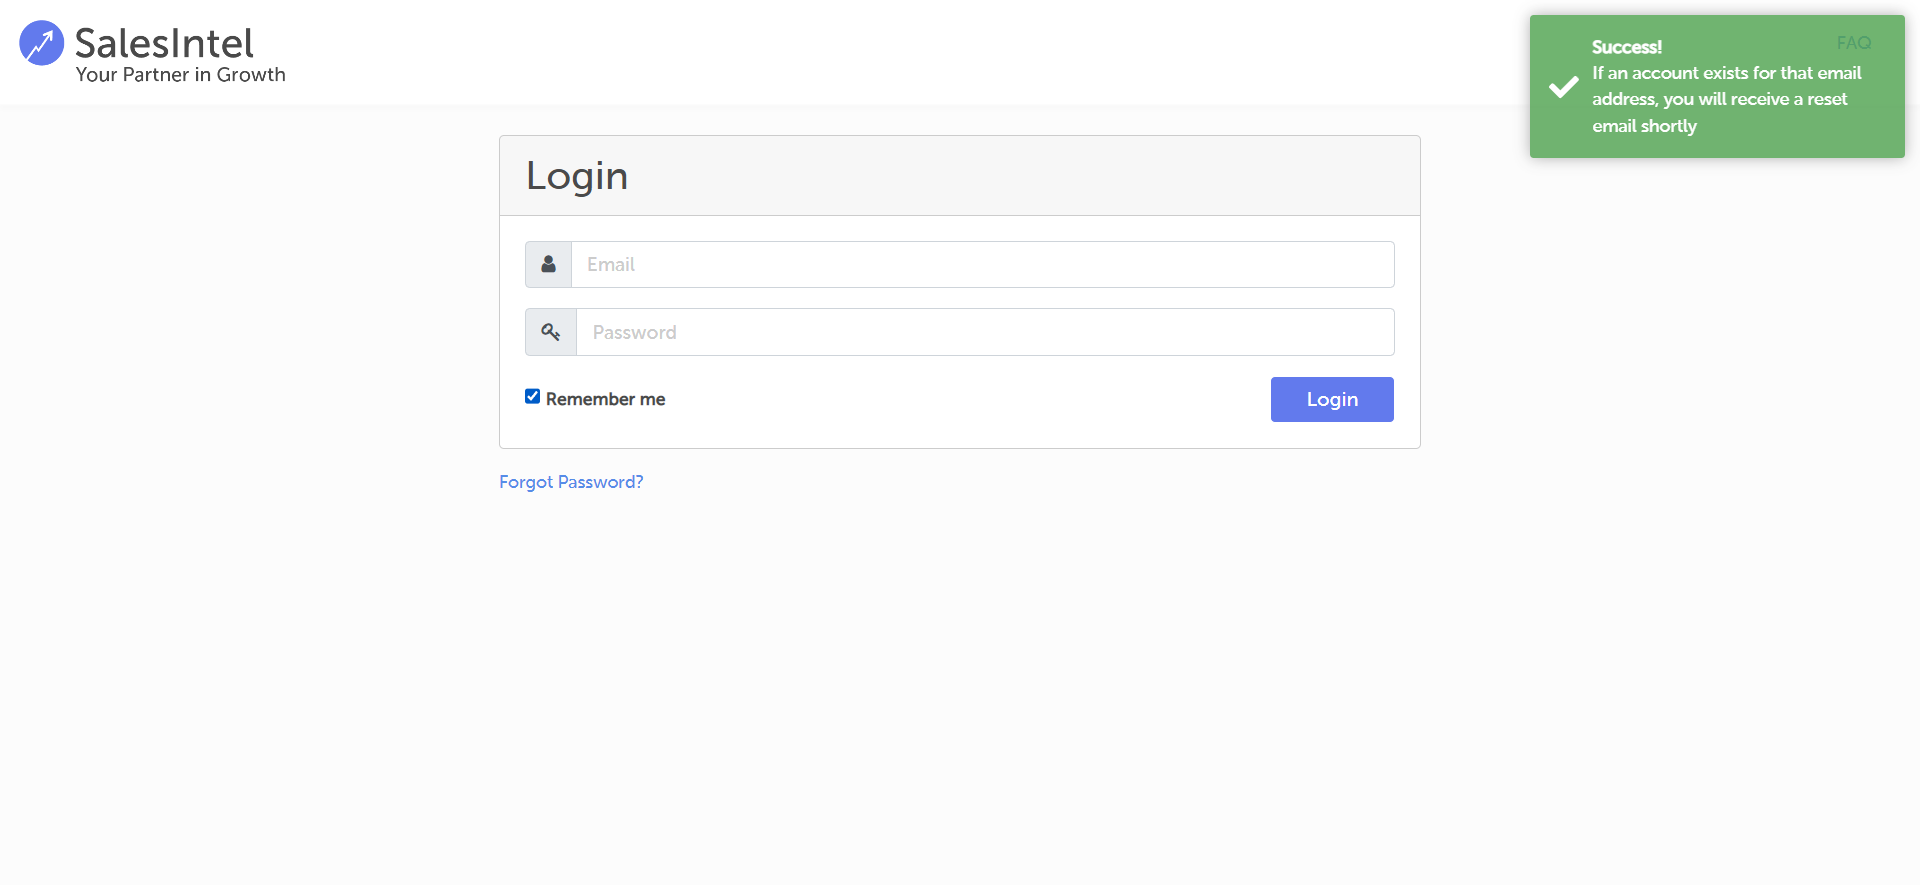 SalesIntel
Your Partner in Growth
FAQ
Success!
If an account exists for that email
address, you will receive a reset
email shortly
Login
Email
Password
Remember me
Login
Forgot Password?